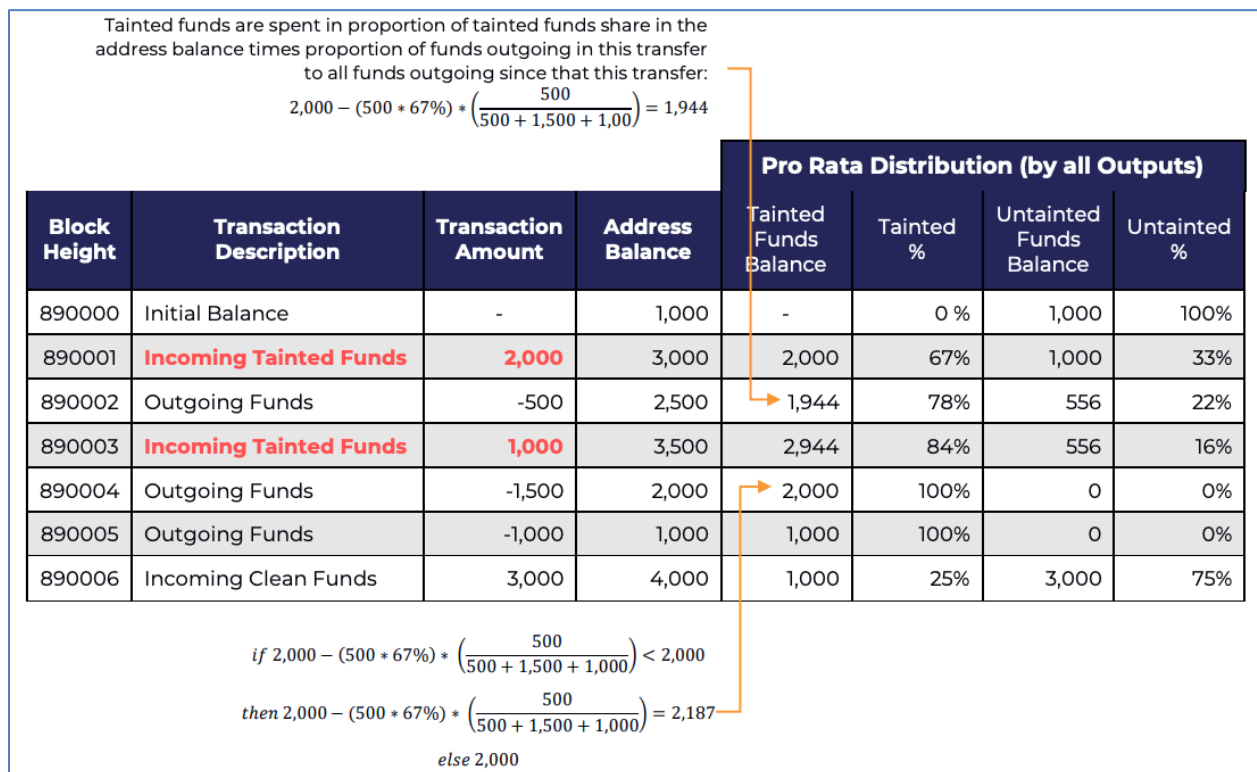 Tainted funds are spent in proportion of tainted funds share in the
address balance times proportion of funds outgoing in this transfer
to all funds outgoing since that this transfer:
2,000 − (500 * 67%) * (500 / (500 + 1,500 + 1,00)) = 1,944
Pro Rata Distribution (by all Outputs)
Block Height | Transaction Description | Transaction Amount | Address Balance | Tainted Funds Balance | Tainted % | Untainted Funds Balance | Untainted %
890000 | Initial Balance | - | 1,000 | - | 0 % | 1,000 | 100%
890001 | Incoming Tainted Funds | 2,000 | 3,000 | 2,000 | 67% | 1,000 | 33%
890002 | Outgoing Funds | -500 | 2,500 | 1,944 | 78% | 556 | 22%
890003 | Incoming Tainted Funds | 1,000 | 3,500 | 2,944 | 84% | 556 | 16%
890004 | Outgoing Funds | -1,500 | 2,000 | 2,000 | 100% | 0 | 0%
890005 | Outgoing Funds | -1,000 | 1,000 | 1,000 | 100% | 0 | 0%
890006 | Incoming Clean Funds | 3,000 | 4,000 | 1,000 | 25% | 3,000 | 75%
if 2,000 − (500 * 67%) * (500 / (500 + 1,500 + 1,000)) < 2,000
then 2,000 − (500 * 67%) * (500 / (500 + 1,500 + 1,000)) = 2,187
else 2,000